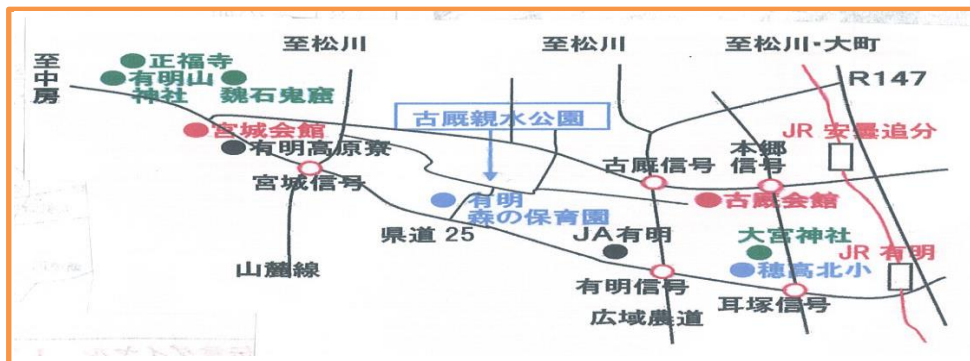 至松川
至松川
至松川・大町
至中房
正福寺
有明山神社
魏石鬼窟
R147
古厩親水公園
宮城会館
有明高原寮
宮城信号
JR 安曇追分
本郷信号
古厩信号
有明
森の保育園
古厩会館
県道25
JA有明
大宮神社
山麓線
JR 有明
穂高北小
有明信号
耳塚信号
広域農道